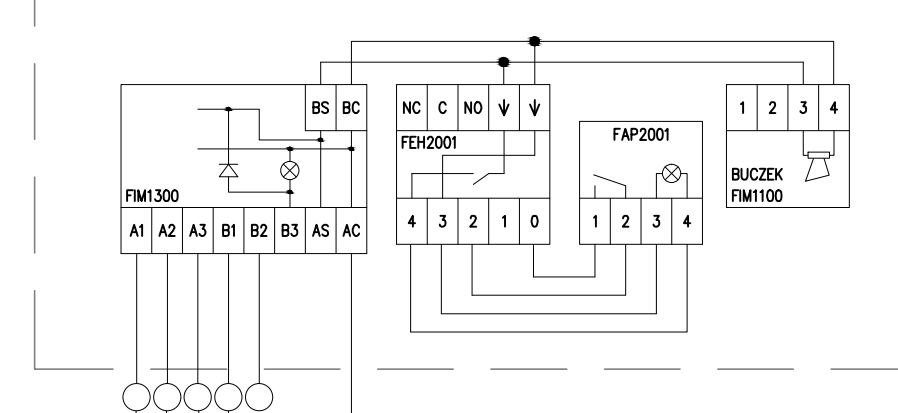 BS BC
NC C NO
1 2 3 4
FEH2001
FAP2001
BUCZEK
FIM1100
FIM1300
A1 A2 A3 B1 B2 B3 AS AC
4 3 2 1 0
1 2 3 4